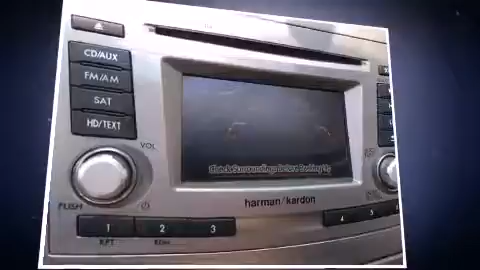 CD/AUX
FM/AM
SAT
HD/TEXT
VOL
PUSH
harman/kardon
1 2 3 4 5
RPT